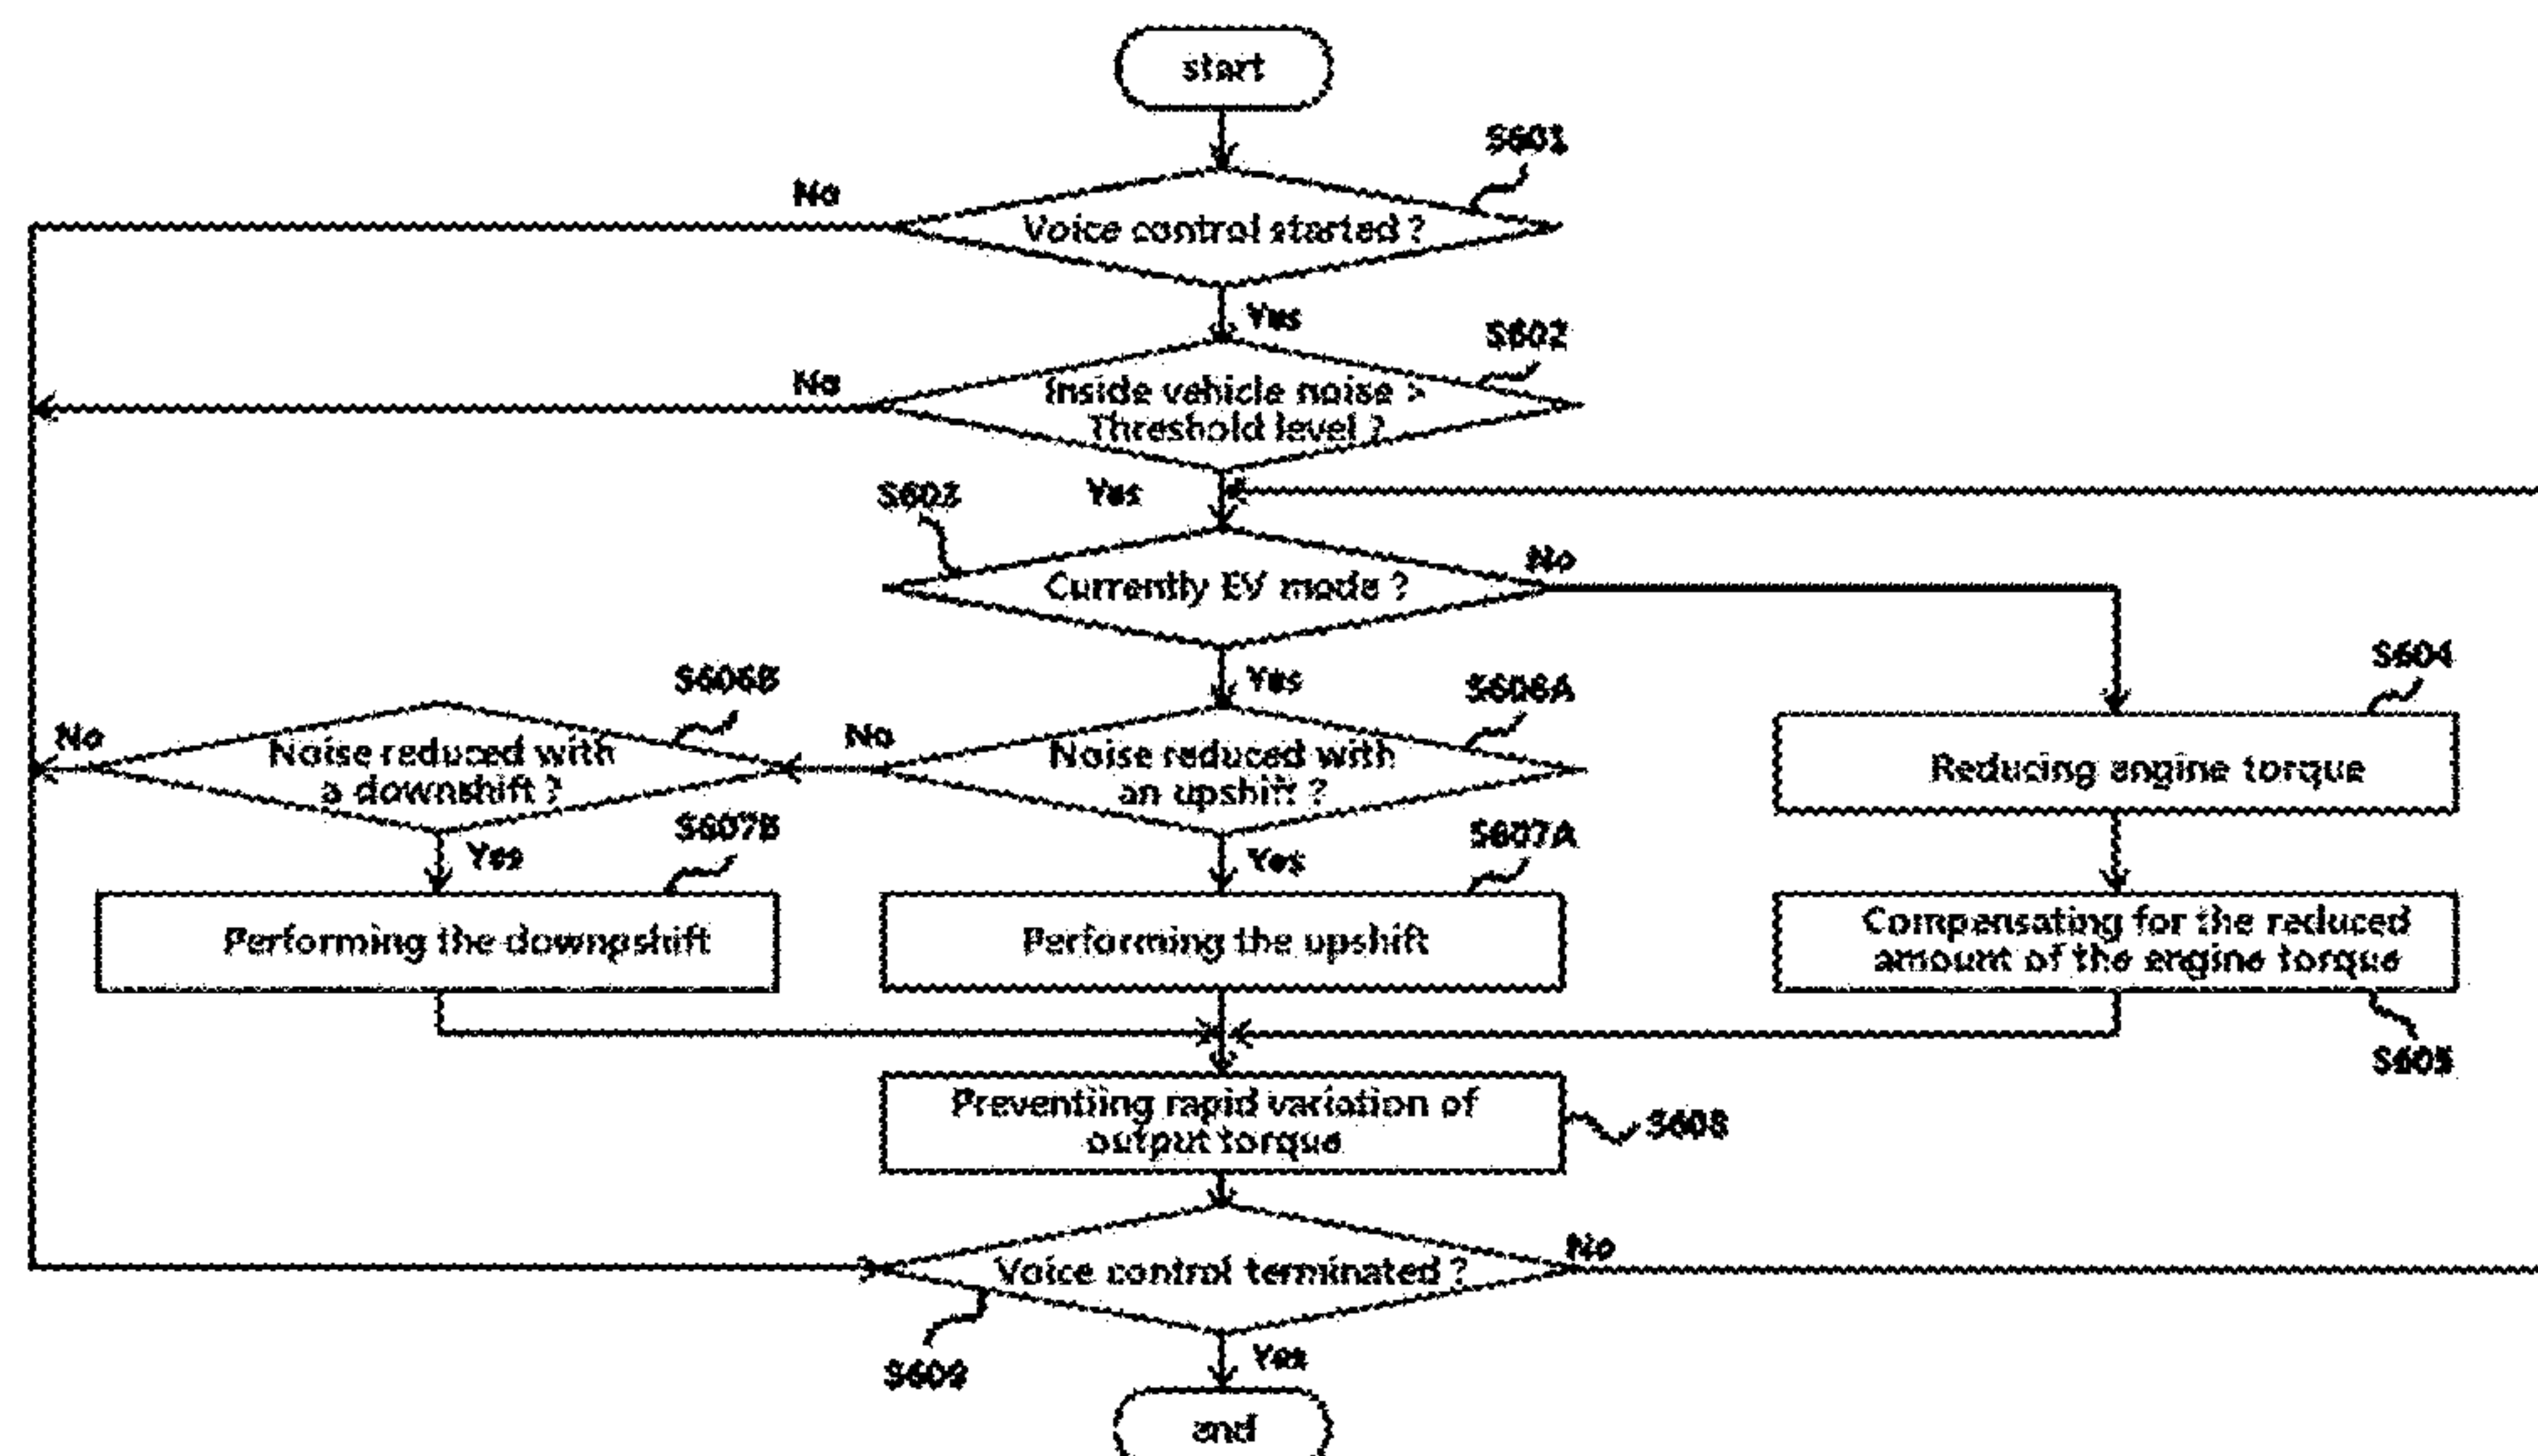 start
S601
No
Voice control started ?
Yes
S602
No
Inside vehicle noise >
Threshold level ?
S603
Yes
No
Currently EV mode ?
S604
S606B
Yes
S606A
No
No
Noise reduced with
a downshift ?
Noise reduced with
an upshift ?
Reducing engine torque
S607B
S607A
Yes
Yes
Performing the downpshift
Performing the upshift
Compensating for the reduced
amount of the engine torque
S605
Preventiing rapid variation of
output torque
S608
No
Voice control terminated ?
S609
Yes
end